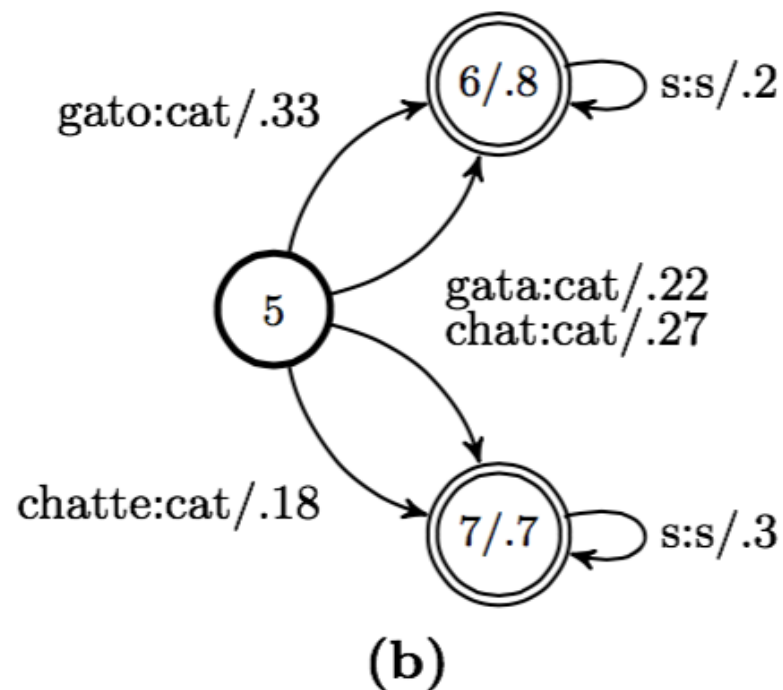 6/.8
s:s/.2
gato:cat/.33
gata:cat/.22
chat:cat/.27
5
chatte:cat/.18
7/.7
s:s/.3
(b)